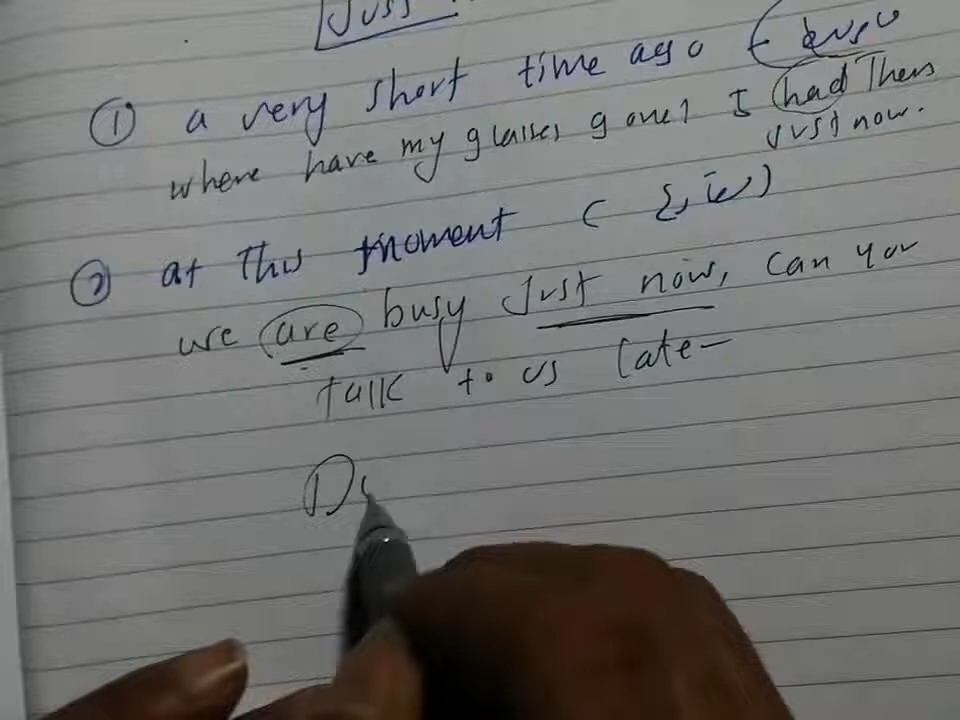 Just
① a very short time ago (
where have my glasses gone? I had Them
Just now.
② at This moment (
we are busy Just now, can you
talk to us late
D